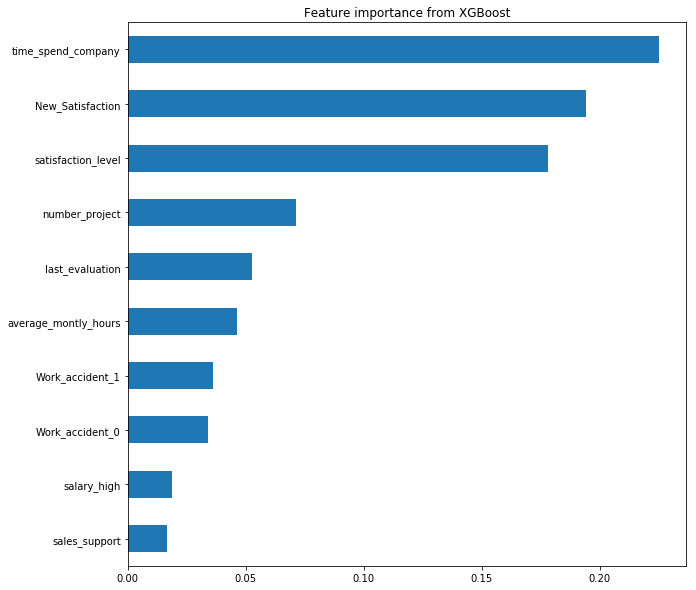 Feature importance from XGBoost
time_spend_company
New_Satisfaction
satisfaction_level
number_project
last_evaluation
average_montly_hours
Work_accident_1
Work_accident_0
salary_high
sales_support
0.00 0.05 0.10 0.15 0.20